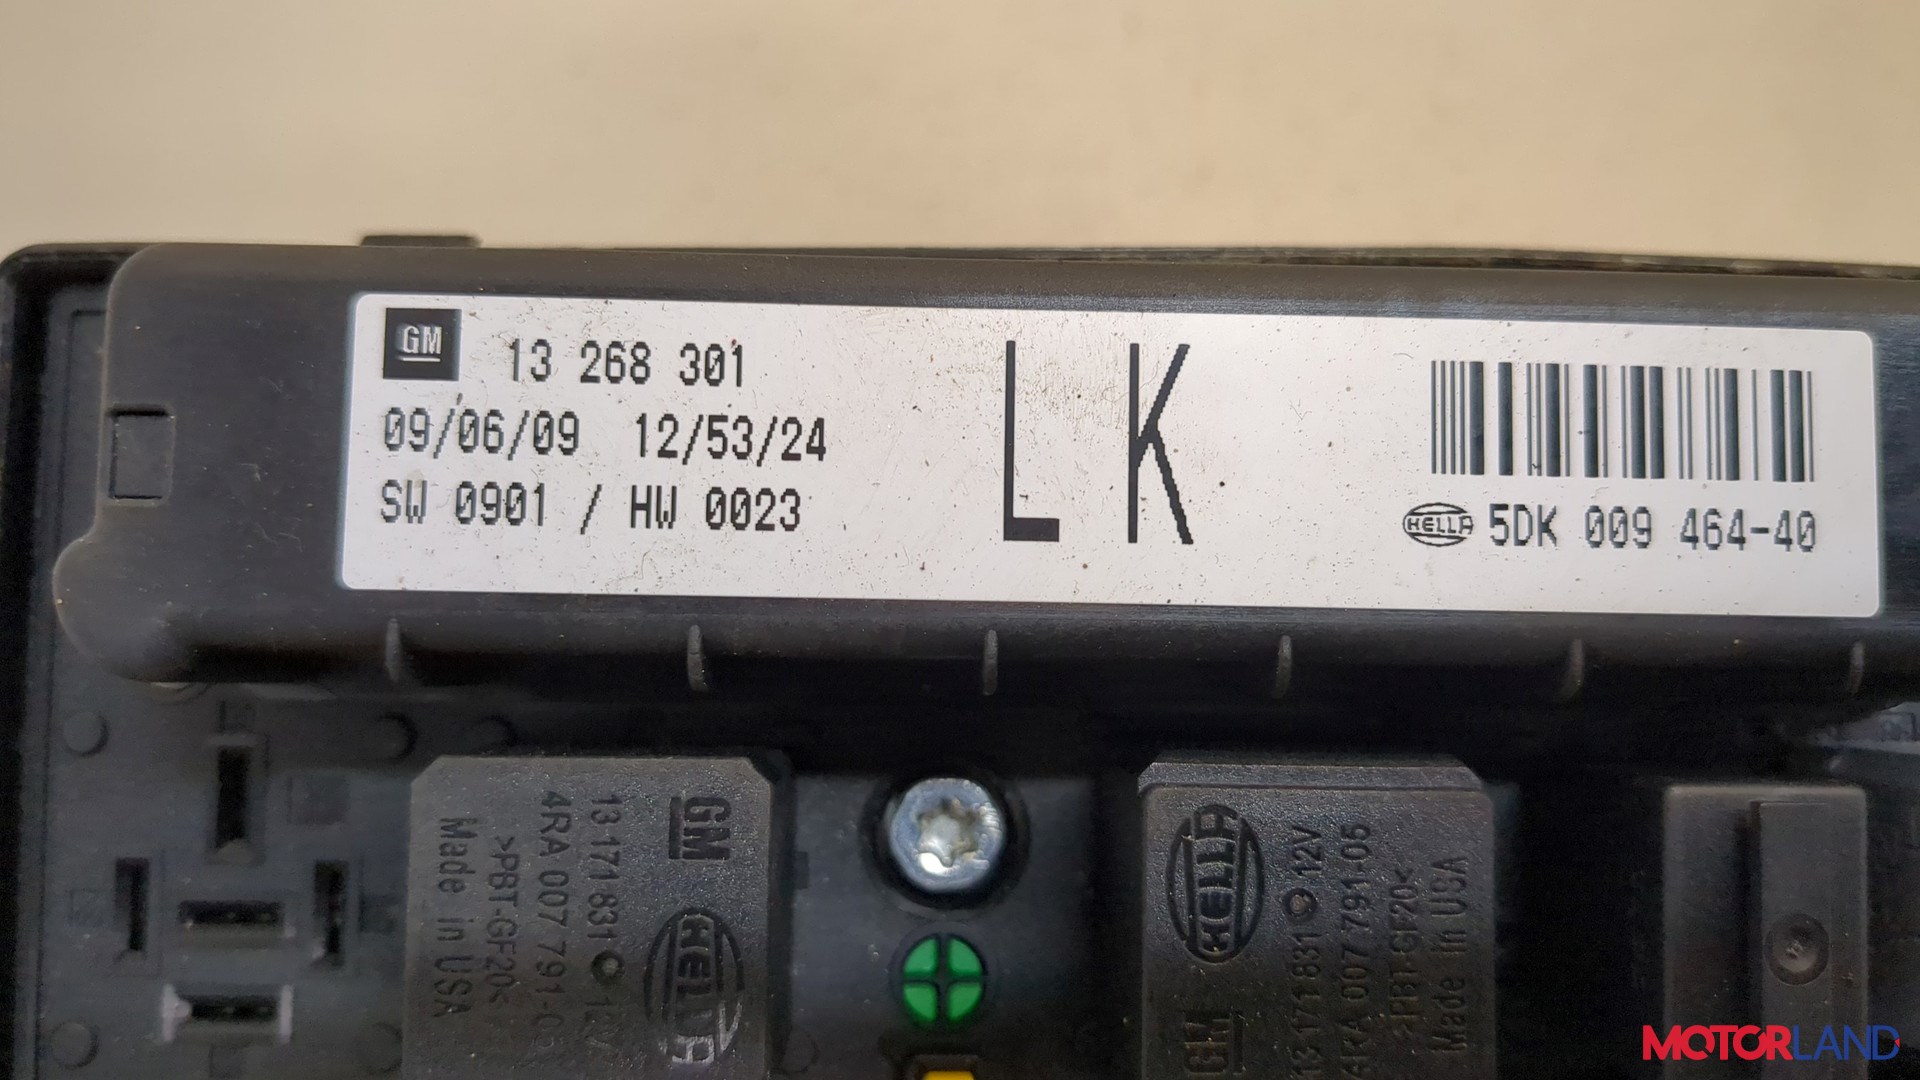 GM 13 268 301
09/06/09 12/53/24
SW 0901 / HW 0023
LK
HELLA 5DK 009 464-40
GM HELLA
13 171 831 12V
4RA 007 791-05
>PBT-GF20<
Made in USA
HELLA GM
13 171 831 12V
4RA 007 791-05
>PBT-GF20<
Made in USA
MOTORLAND